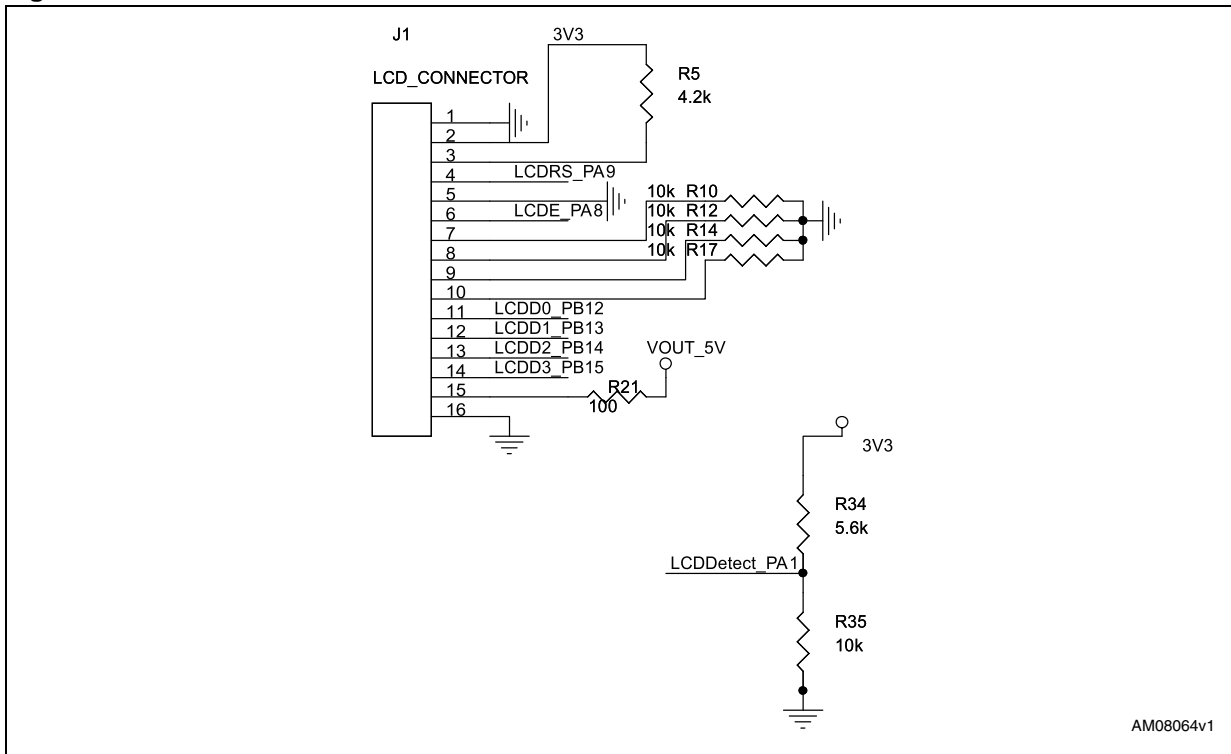 J1
3V3
LCD_CONNECTOR
R5
4.2k
1
2
3
4
LCDRS_PA9
5
6
LCDE_PA8
7
8
9
10
10k R10
10k R12
10k R14
10k R17
11
LCDD0_PB12
12
LCDD1_PB13
13
LCDD2_PB14
14
LCDD3_PB15
15
16
VOUT_5V
R21
100
3V3
R34
5.6k
LCDDetect_PA1
R35
10k
AM08064v1